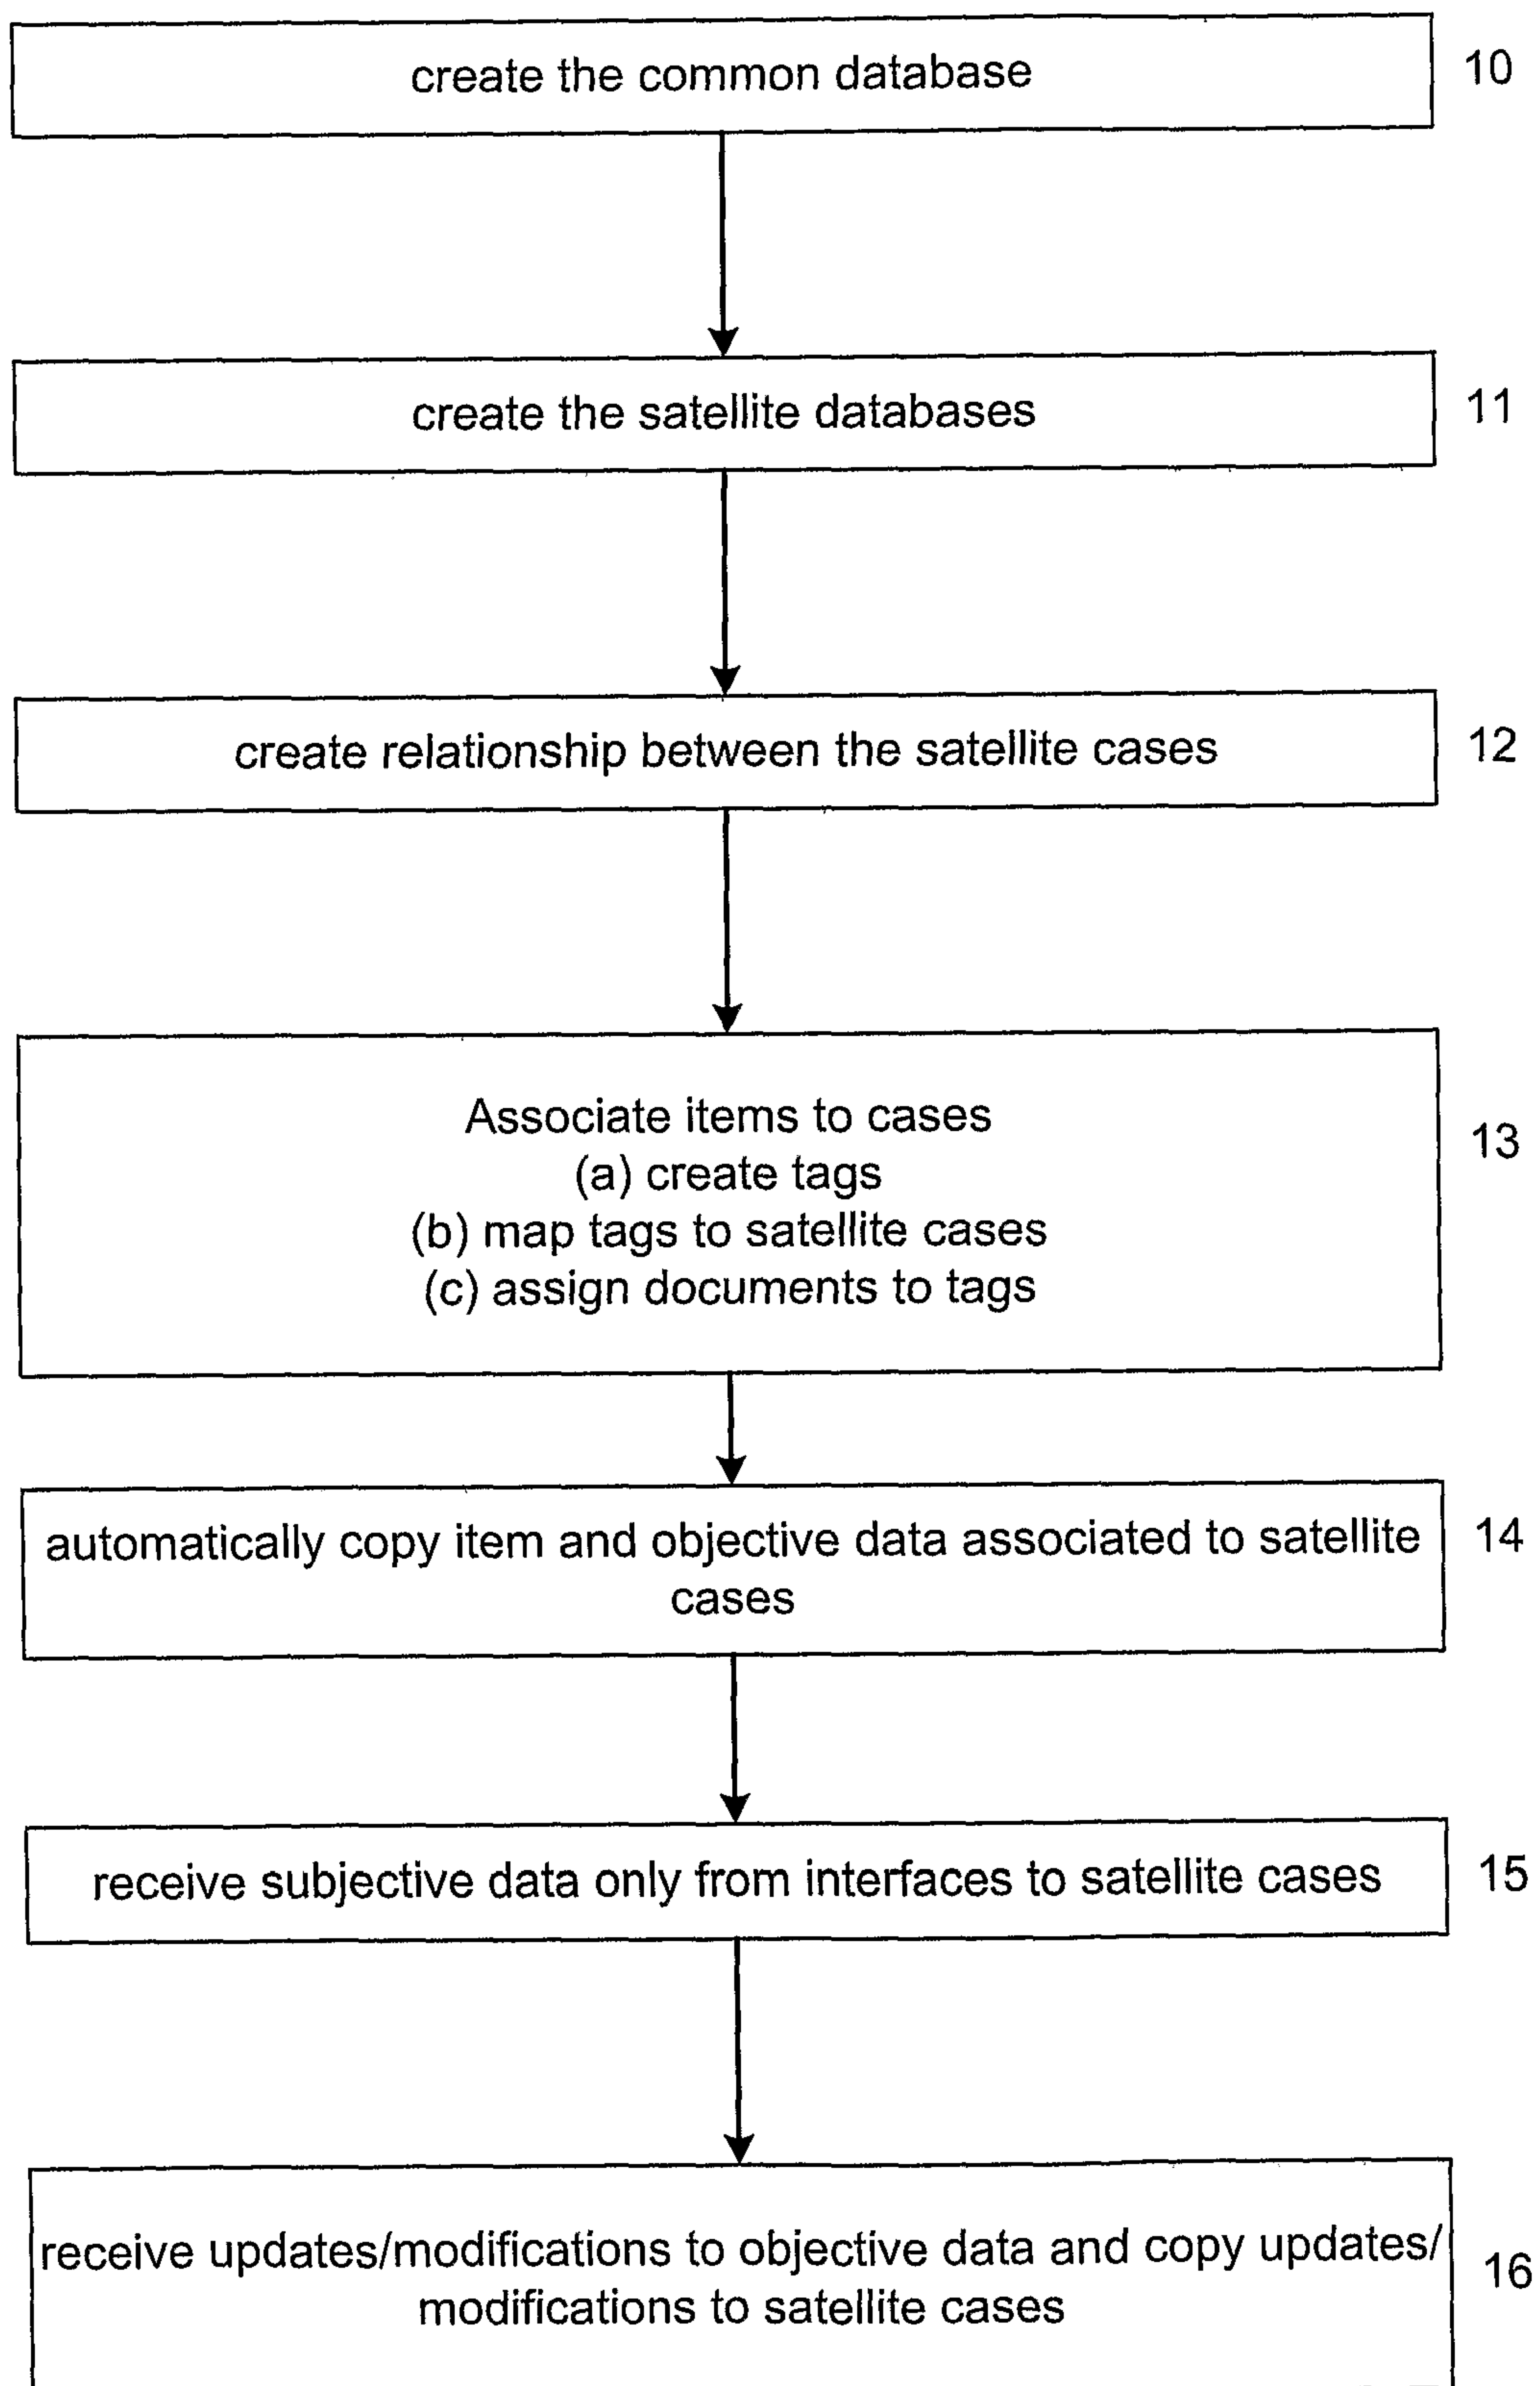 create the common database
10
create the satellite databases
11
create relationship between the satellite cases
12
Associate items to cases
(a) create tags
(b) map tags to satellite cases
(c) assign documents to tags
13
automatically copy item and objective data associated to satellite
cases
14
receive subjective data only from interfaces to satellite cases
15
receive updates/modifications to objective data and copy updates/
modifications to satellite cases
16